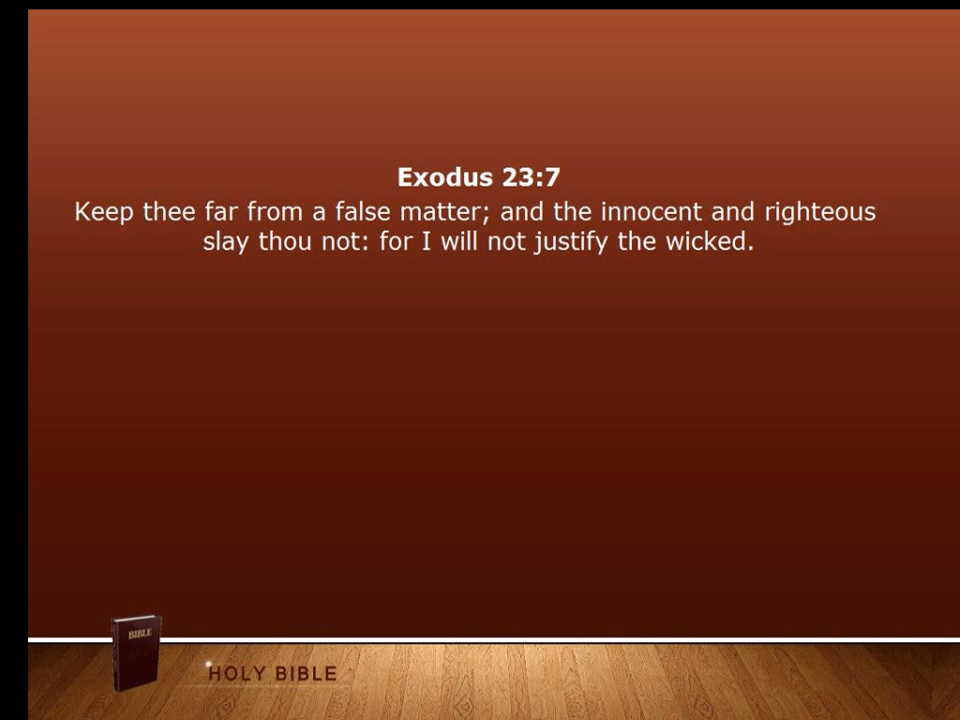 Exodus 23:7
Keep thee far from a false matter; and the innocent and righteous
slay thou not: for I will not justify the wicked.
BIBLE
HOLY BIBLE